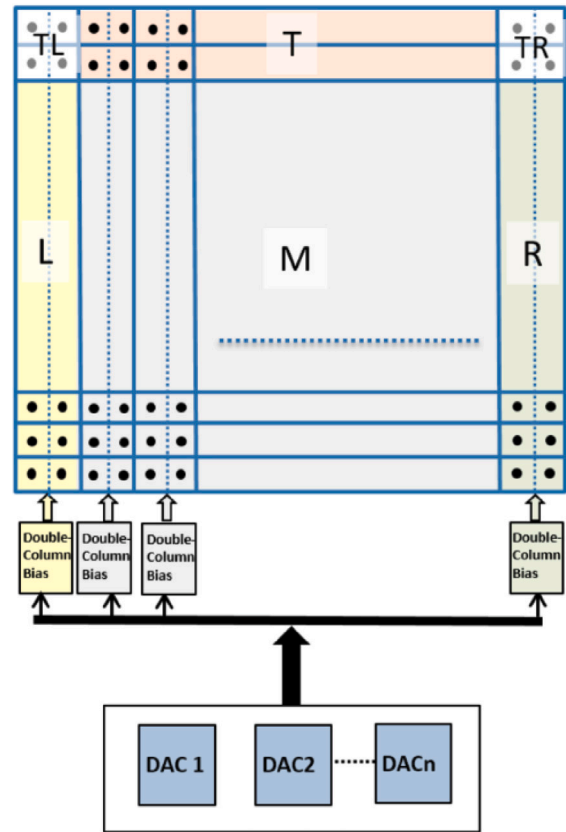 TL
T
TR
L
M
R
Double-
Column
Bias
Double-
Column
Bias
Double-
Column
Bias
Double-
Column
Bias
DAC 1
DAC2
DACn